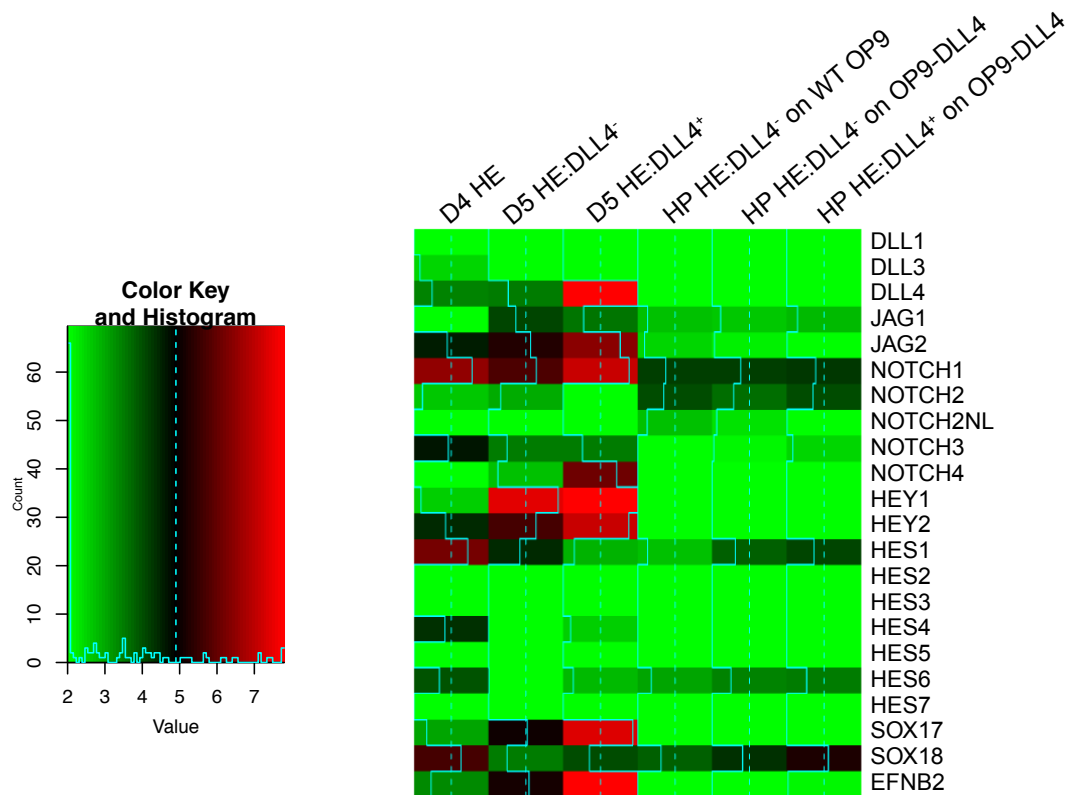 D4 HE
D5 HE:DLL4⁻
D5 HE:DLL4⁺
HP HE:DLL4⁻ on WT OP9
HP HE:DLL4⁻ on OP9-DLL4
HP HE:DLL4⁺ on OP9-DLL4
DLL1
DLL3
DLL4
JAG1
JAG2
NOTCH1
NOTCH2
NOTCH2NL
NOTCH3
NOTCH4
HEY1
HEY2
HES1
HES2
HES3
HES4
HES5
HES6
HES7
SOX17
SOX18
EFNB2
Color Key
and Histogram
Count
0 10 20 30 40 50 60
2 3 4 5 6 7
Value